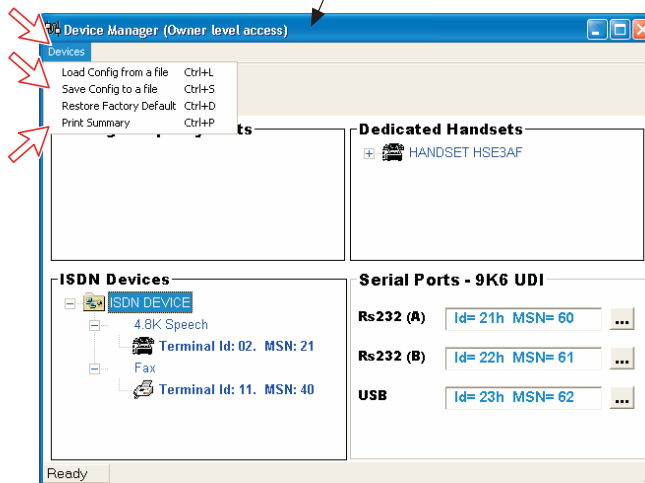 Device Manager (Owner level access)
Devices
Load Config from a file Ctrl+L
Save Config to a file Ctrl+S
Restore Factory Default Ctrl+D
Print Summary Ctrl+P
Dedicated Handsets
HANDSET HSE3AF
ISDN Devices
ISDN DEVICE
4.8K Speech
Terminal Id: 02. MSN: 21
Fax
Terminal Id: 11. MSN: 40
Serial Ports - 9K6 UDI
Rs232 (A) Id= 21h MSN= 60 ...
Rs232 (B) Id= 22h MSN= 61 ...
USB Id= 23h MSN= 62 ...
Ready